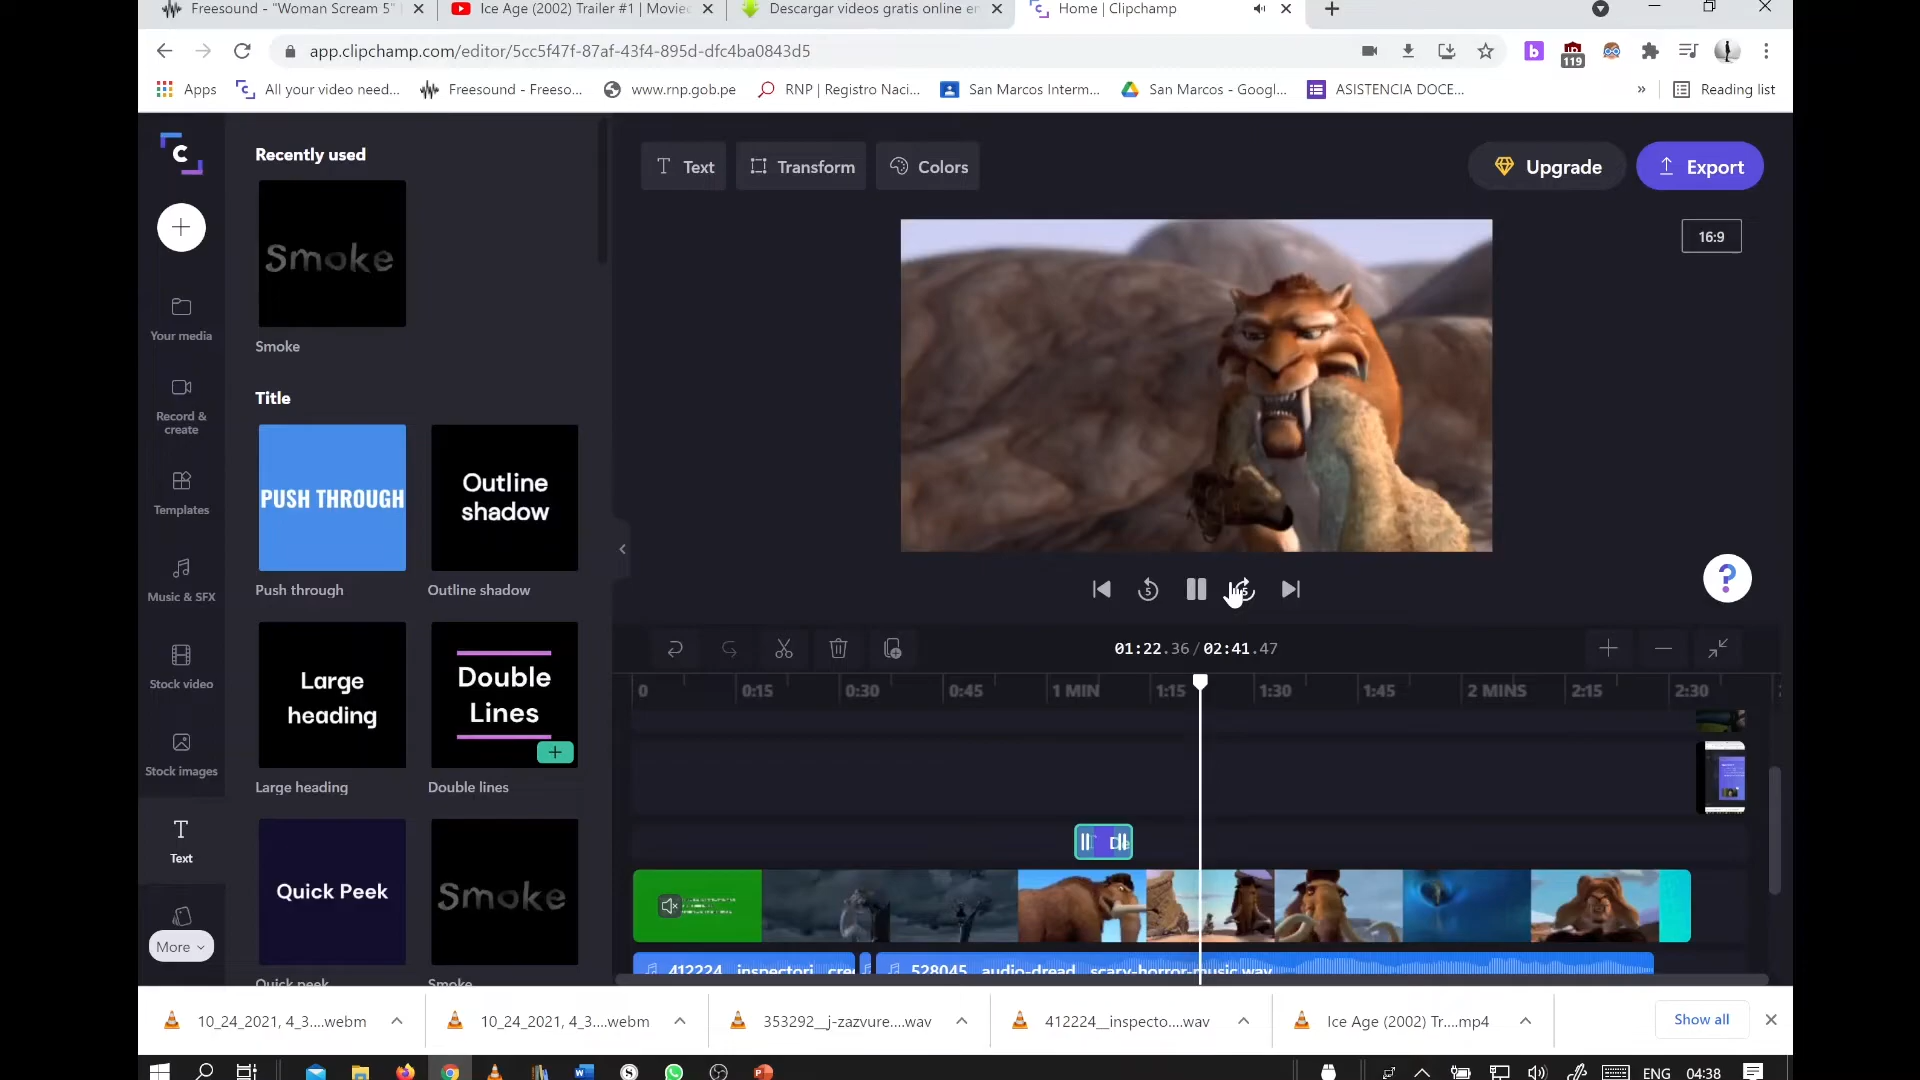 Freesound - "Woman Scream 5"
Ice Age (2002) Trailer #1 | Movie
Descargar videos gratis online e
Home | Clipchamp
app.clipchamp.com/editor/5cc5f47f-87af-43f4-895d-dfc4ba0843d5
b
119
Apps
All your video need...
Freesound - Freeso...
www.rnp.gob.pe
RNP | Registro Naci...
San Marcos Interm...
San Marcos - Googl...
ASISTENCIA DOCE...
»
Reading list
C
Your media
Record &
create
Templates
Music & SFX
Stock video
Stock images
Text
More
Recently used
Smoke
Smoke
Title
PUSH THROUGH
Push through
Outline
shadow
Outline shadow
Large
heading
Large heading
Double
Lines
Double lines
Quick Peek
Quick peek
Smoke
Smoke
Text
Transform
Colors
Upgrade
Export
16:9
5
5
?
01:22.36 / 02:41.47
0
0:15
0:30
0:45
1 MIN
1:15
1:30
1:45
2 MINS
2:15
2:30
412224__inspectorj__cre
528045__audio-dread__scary-horror-music.wav
10_24_2021, 4_3....webm
10_24_2021, 4_3....webm
353292__j-zazvure....wav
412224__inspecto....wav
Ice Age (2002) Tr....mp4
Show all
ENG
04:38